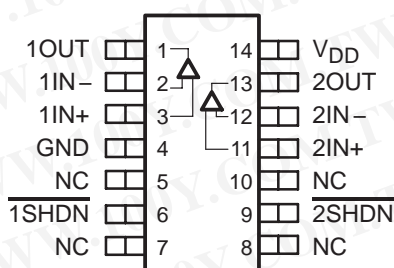 1OUT 1 14 V_DD
1IN− 2 13 2OUT
1IN+ 3 12 2IN−
GND 4 11 2IN+
NC 5 10 NC
1SHDN 6 9 2SHDN
NC 7 8 NC